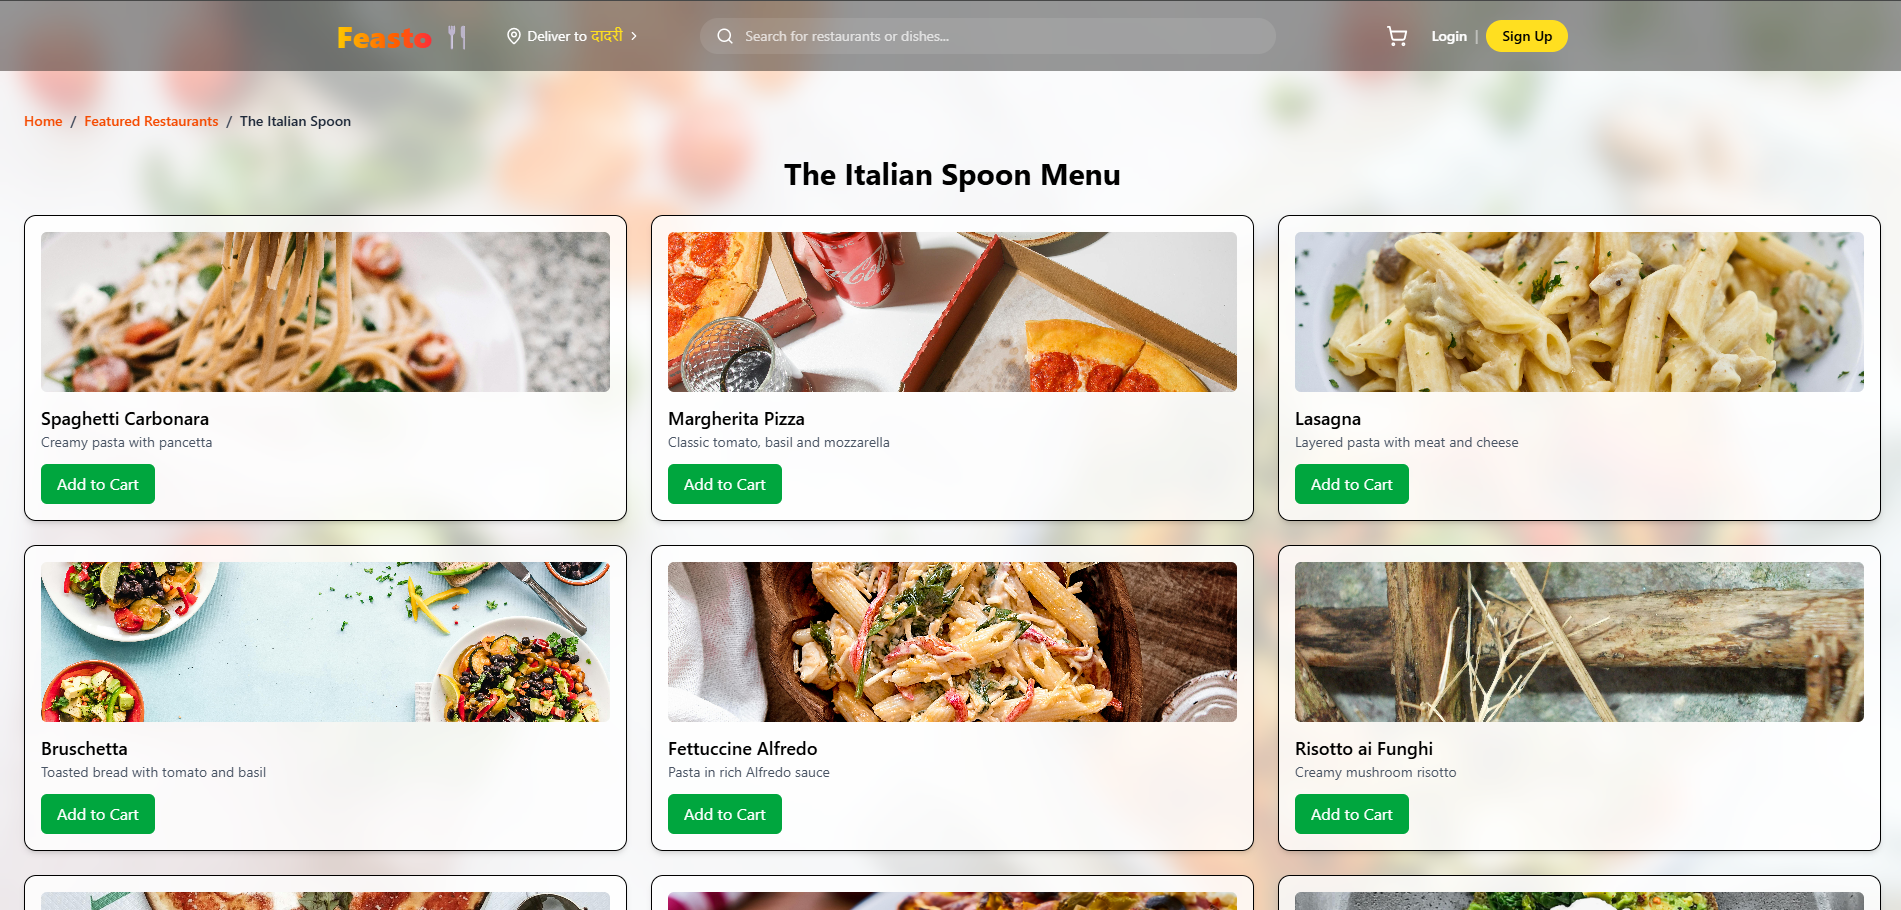 Feasto
Deliver to दादरी
Search for restaurants or dishes...
Login | Sign Up
Home / Featured Restaurants / The Italian Spoon
The Italian Spoon Menu
Spaghetti Carbonara
Creamy pasta with pancetta
Add to Cart
Margherita Pizza
Classic tomato, basil and mozzarella
Add to Cart
Lasagna
Layered pasta with meat and cheese
Add to Cart
Bruschetta
Toasted bread with tomato and basil
Add to Cart
Fettuccine Alfredo
Pasta in rich Alfredo sauce
Add to Cart
Risotto ai Funghi
Creamy mushroom risotto
Add to Cart